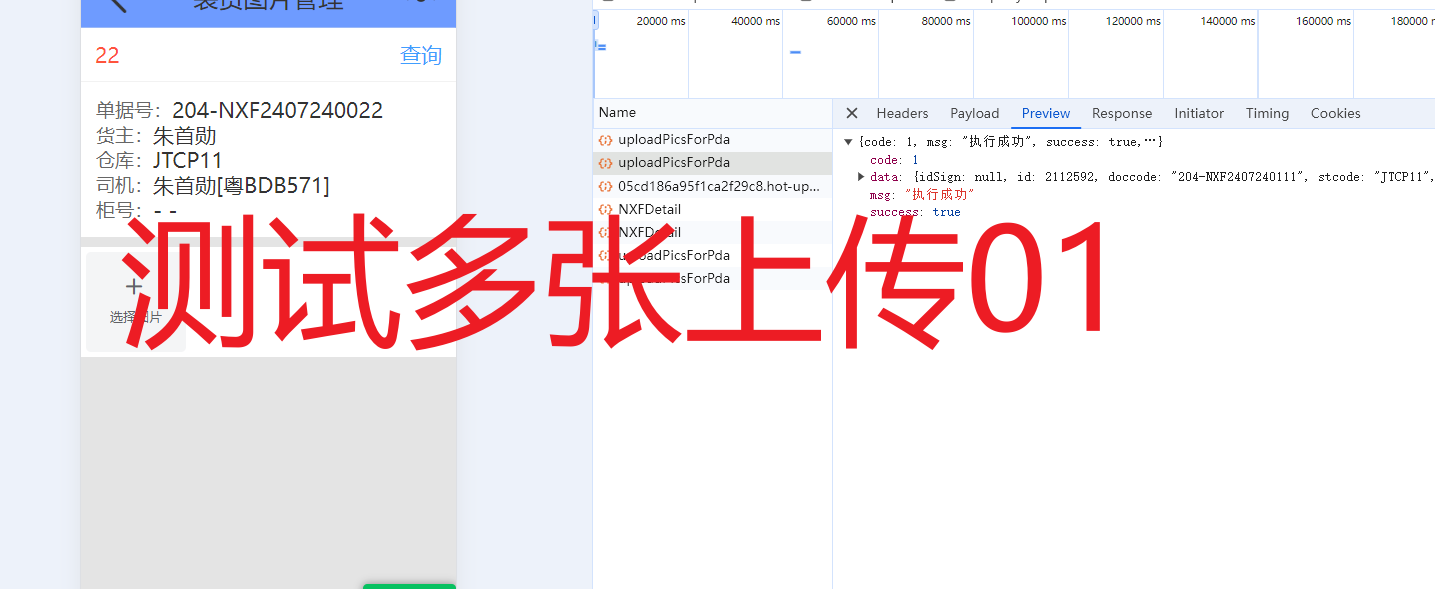 装货图片管理
22 查询
单据号： 204-NXF2407240022
货主： 朱首勋
仓库： JTCP11
司机： 朱首勋[粤BDB571]
柜号： - -
选择图片
测试多张上传01
20000 ms 40000 ms 60000 ms 80000 ms 100000 ms 120000 ms 140000 ms 160000 ms 180000
Name
uploadPicsForPda
uploadPicsForPda
05cd186a95f1ca2f29c8.hot-up...
NXFDetail
NXFDetail
uploadPicsForPda
uploadPicsForPda
Headers Payload Preview Response Initiator Timing Cookies
{code: 1, msg: "执行成功", success: true,…}
code: 1
data: {idSign: null, id: 2112592, doccode: "204-NXF2407240111", stcode: "JTCP11",
msg: "执行成功"
success: true